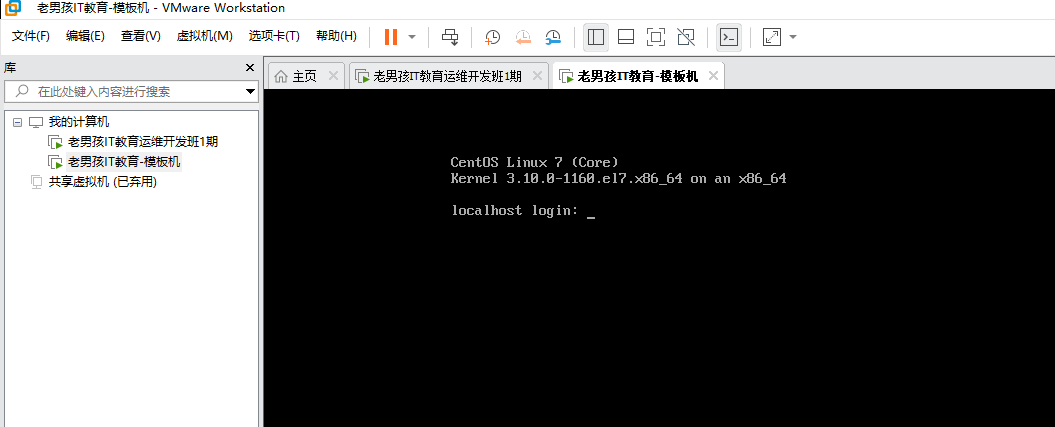 老男孩IT教育-模板机 - VMware Workstation
文件(F) 编辑(E) 查看(V) 虚拟机(M) 选项卡(T) 帮助(H)
库
在此处键入内容进行搜索
我的计算机
老男孩IT教育运维开发班1期
老男孩IT教育-模板机
共享虚拟机 (已弃用)
主页 老男孩IT教育运维开发班1期 老男孩IT教育-模板机
CentOS Linux 7 (Core)
Kernel 3.10.0-1160.el7.x86_64 on an x86_64
localhost login: _